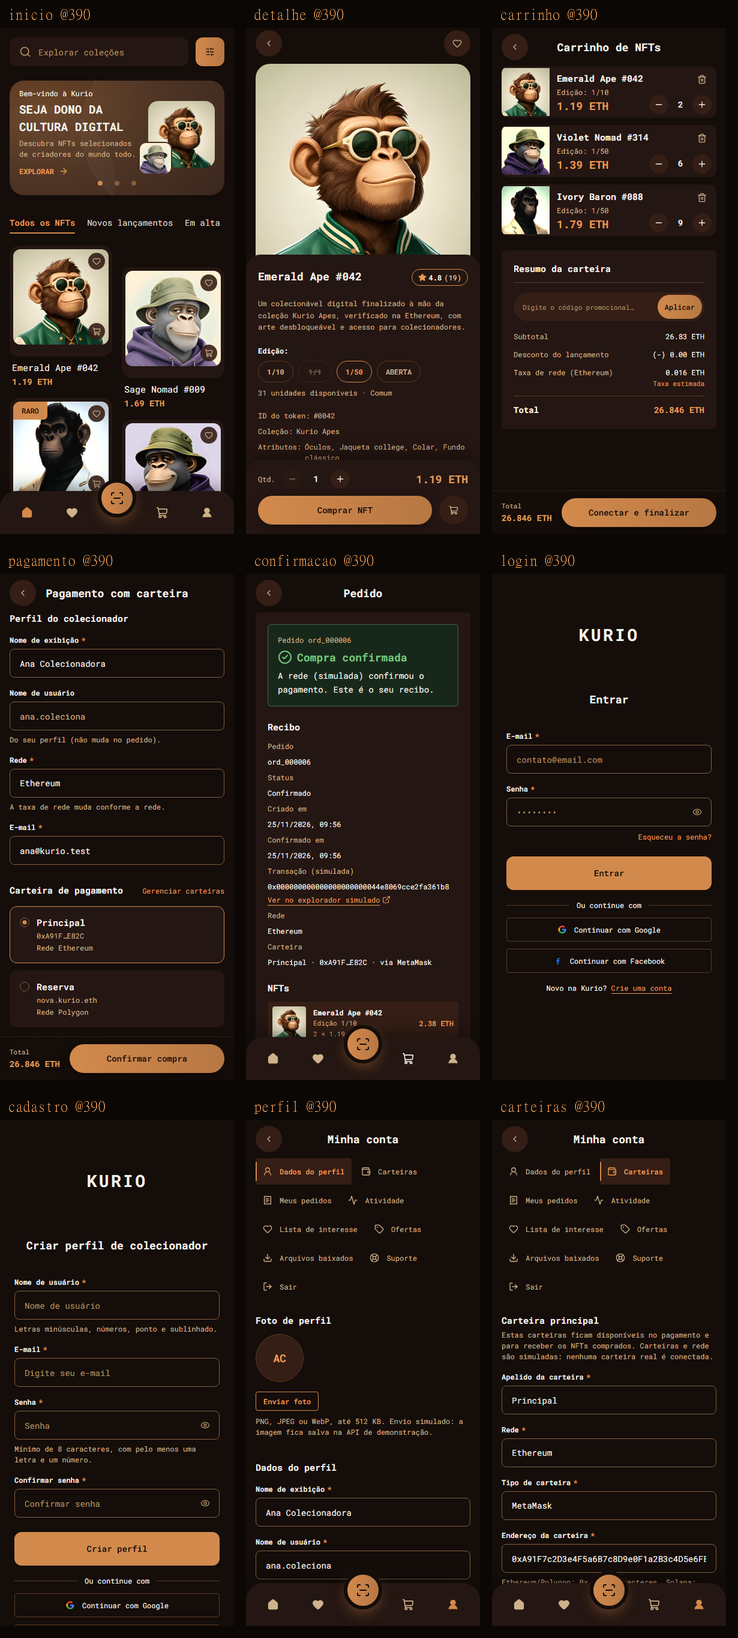 inicio @390
Explorar coleções
Bem-vindo à Kurio
SEJA DONO DA
CULTURA DIGITAL
Descubra NFTs selecionados
de criadores do mundo todo.
EXPLORAR →
Todos os NFTs Novos lançamentos Em alta
Emerald Ape #042
1.19 ETH
Sage Nomad #009
1.69 ETH
RARO
detalhe @390
Emerald Ape #042
4.8 (19)
Um colecionável digital finalizado à mão da
coleção Kurio Apes, verificado na Ethereum, com
arte desbloqueável e acesso para colecionadores.
Edição:
1/10 1/1 1/50 ABERTA
31 unidades disponíveis · Comum
ID do token: #0042
Coleção: Kurio Apes
Atributos: Óculos, Jaqueta college, Colar, Fundo
clássico
Qtd. − 1 + 1.19 ETH
Comprar NFT
carrinho @390
Carrinho de NFTs
Emerald Ape #042
Edição: 1/10
1.19 ETH − 2 +
Violet Nomad #314
Edição: 1/50
1.39 ETH − 6 +
Ivory Baron #088
Edição: 1/50
1.79 ETH − 9 +
Resumo da carteira
Digite o código promocional… Aplicar
Subtotal 26.83 ETH
Desconto do lançamento (-) 0.00 ETH
Taxa de rede (Ethereum) 0.016 ETH
Taxa estimada
Total 26.846 ETH
Total
26.846 ETH
Conectar e finalizar
pagamento @390
Pagamento com carteira
Perfil do colecionador
Nome de exibição *
Ana Colecionadora
Nome de usuário
ana.coleciona
Do seu perfil (não muda no pedido).
Rede *
Ethereum
A taxa de rede muda conforme a rede.
E-mail *
ana@kurio.test
Carteira de pagamento Gerenciar carteiras
Principal
0xA91F…E82C
Rede Ethereum
Reserva
nova.kurio.eth
Rede Polygon
Total
26.846 ETH
Confirmar compra
confirmacao @390
Pedido
Pedido ord_000006
Compra confirmada
A rede (simulada) confirmou o
pagamento. Este é o seu recibo.
Recibo
Pedido
ord_000006
Status
Confirmado
Criado em
25/11/2026, 09:56
Confirmado em
25/11/2026, 09:56
Transação (simulada)
Ver no explorador simulado
Rede
Ethereum
Carteira
Principal · 0xA91F…E82C · via MetaMask
NFTs
Emerald Ape #042
Edição 1/10 2.38 ETH
2 × 1.19
login @390
KURIO
Entrar
E-mail *
contato@email.com
Senha *
········
Esqueceu a senha?
Entrar
Ou continue com
Continuar com Google
Continuar com Facebook
Novo na Kurio? Crie uma conta
cadastro @390
KURIO
Criar perfil de colecionador
Nome de usuário *
Nome de usuário
Letras minúsculas, números, ponto e sublinhado.
E-mail *
Digite seu e-mail
Senha *
Senha
Mínimo de 8 caracteres, com pelo menos uma
letra e um número.
Confirmar senha *
Confirmar senha
Criar perfil
Ou continue com
Continuar com Google
perfil @390
Minha conta
Dados do perfil Carteiras
Meus pedidos Atividade
Lista de interesse Ofertas
Arquivos baixados Suporte
Sair
Foto de perfil
AC
Enviar foto
PNG, JPEG ou WebP, até 512 KB. Envio simulado: a
imagem fica salva na API de demonstração.
Dados do perfil
Nome de exibição *
Ana Colecionadora
Nome de usuário *
ana.coleciona
carteiras @390
Minha conta
Dados do perfil Carteiras
Meus pedidos Atividade
Lista de interesse Ofertas
Arquivos baixados Suporte
Sair
Carteira principal
Estas carteiras ficam disponíveis no pagamento e
para receber os NFTs comprados. Carteiras e rede
são simuladas: nenhuma carteira real é conectada.
Apelido da carteira *
Principal
Rede *
Ethereum
Tipo de carteira *
MetaMask
Endereço da carteira *
0xA91F7c2D3e4F5a6B7c8D9e0F1a2B3c4D5e6FE